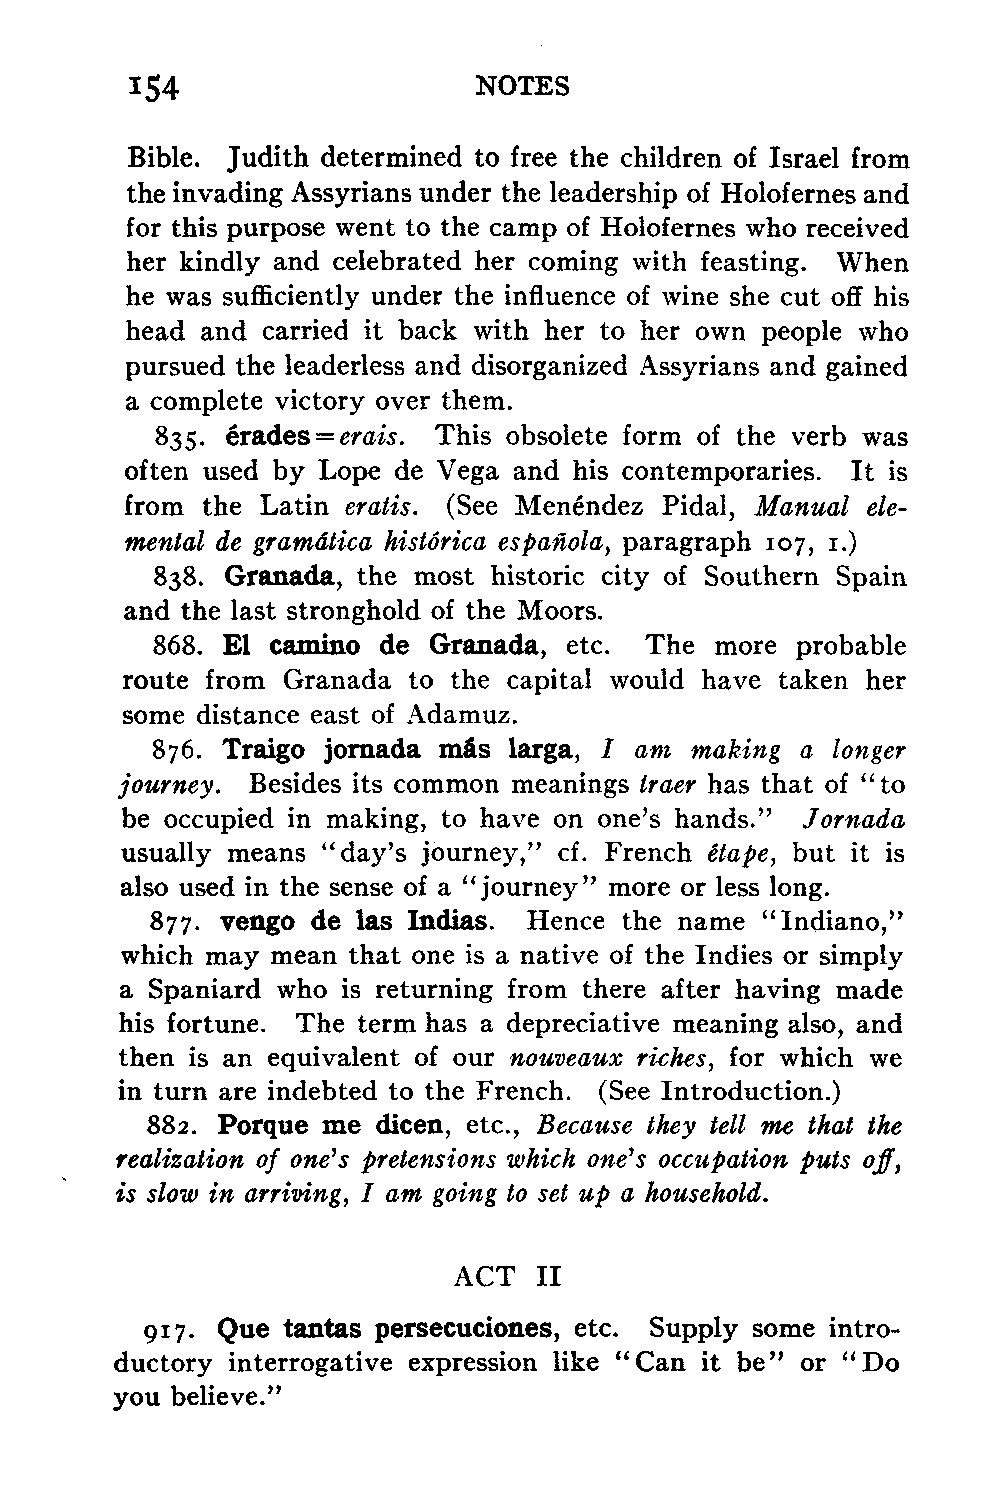 154 NOTES
Bible. Judith determined to free the children of Israel from
the invading Assyrians under the leadership of Holofernes and
for this purpose went to the camp of Holofernes who received
her kindly and celebrated her coming with feasting. When
he was sufficiently under the influence of wine she cut off his
head and carried it back with her to her own people who
pursued the leaderless and disorganized Assyrians and gained
a complete victory over them.
835. érades=erais. This obsolete form of the verb was
often used by Lope de Vega and his contemporaries. It is
from the Latin eratis. (See Menéndez Pidal, Manual ele-
mental de gramática histórica española, paragraph 107, 1.)
838. Granada, the most historic city of Southern Spain
and the last stronghold of the Moors.
868. El camino de Granada, etc. The more probable
route from Granada to the capital would have taken her
some distance east of Adamuz.
876. Traigo jornada más larga, I am making a longer
journey. Besides its common meanings traer has that of "to
be occupied in making, to have on one's hands." Jornada
usually means "day's journey," cf. French étape, but it is
also used in the sense of a "journey" more or less long.
877. vengo de las Indias. Hence the name "Indiano,"
which may mean that one is a native of the Indies or simply
a Spaniard who is returning from there after having made
his fortune. The term has a depreciative meaning also, and
then is an equivalent of our nouveaux riches, for which we
in turn are indebted to the French. (See Introduction.)
882. Porque me dicen, etc., Because they tell me that the
realization of one's pretensions which one's occupation puts off,
is slow in arriving, I am going to set up a household.
ACT II
917. Que tantas persecuciones, etc. Supply some intro-
ductory interrogative expression like "Can it be" or "Do
you believe."